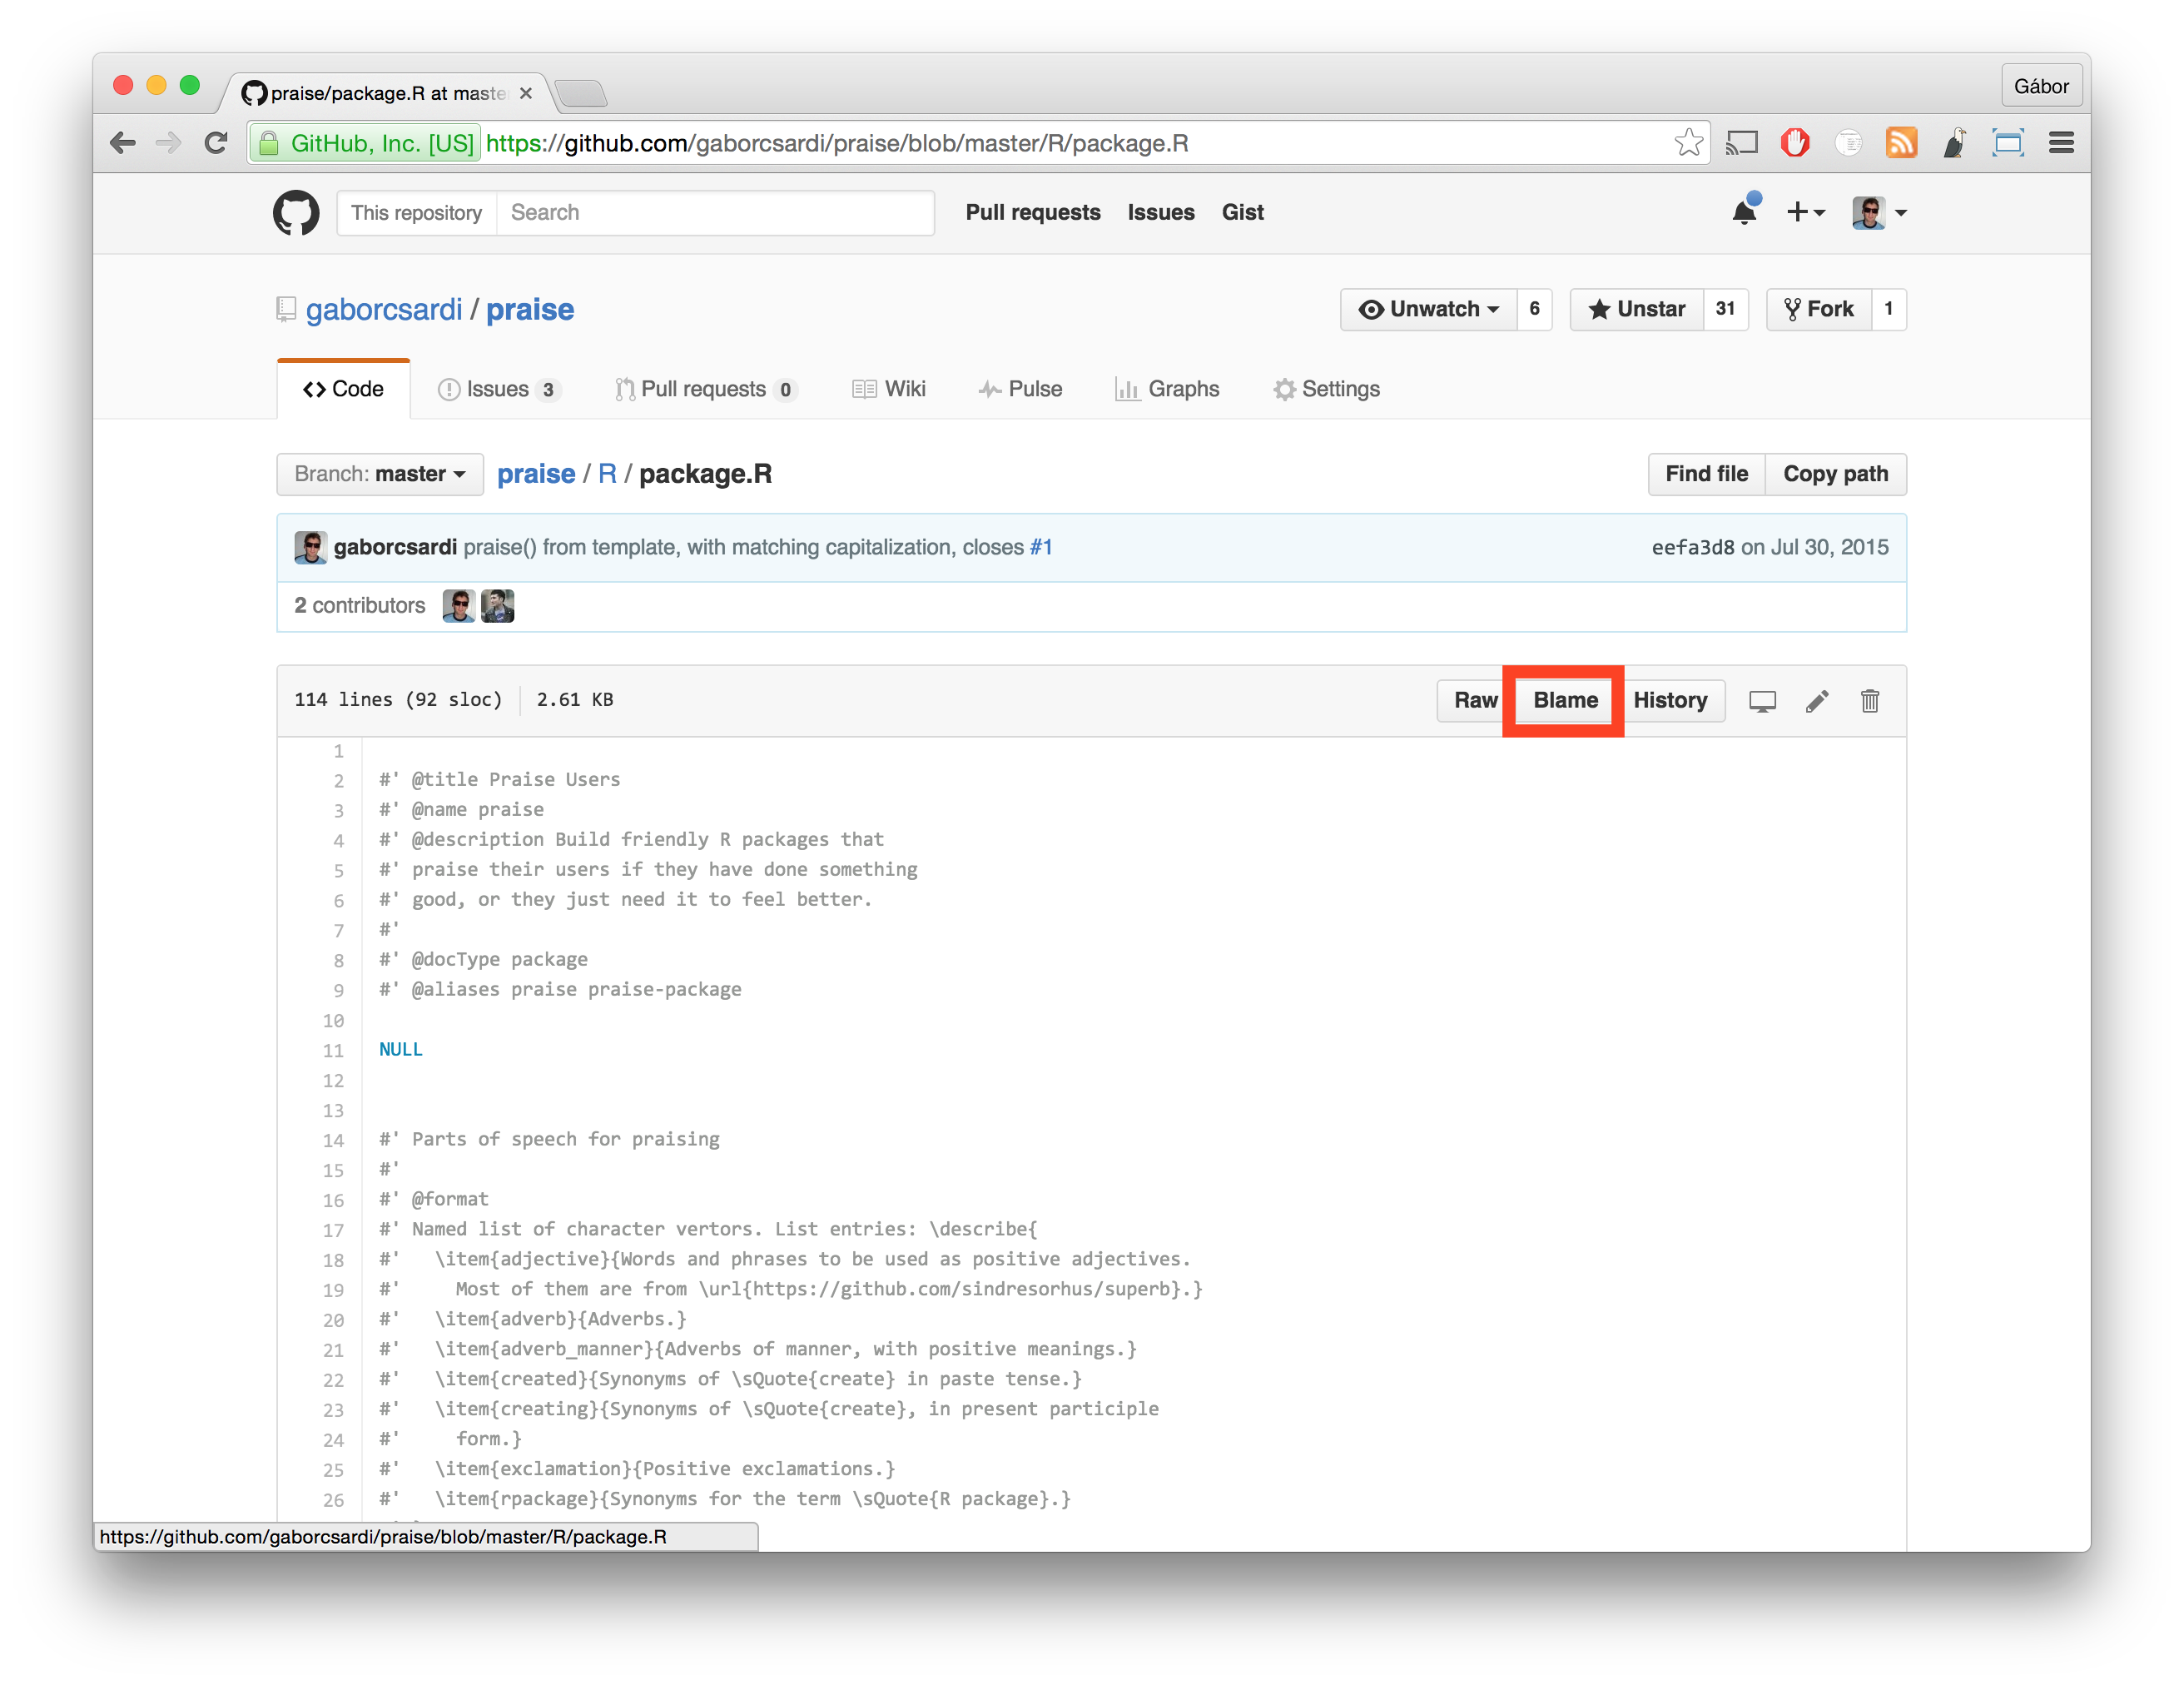 praise/package.R at maste
Gábor
GitHub, Inc. [US] https://github.com/gaborcsardi/praise/blob/master/R/package.R
This repository Search Pull requests Issues Gist
gaborcsardi / praise Unwatch 6 Unstar 31 Fork 1
Code Issues 3 Pull requests 0 Wiki Pulse Graphs Settings
Branch: master praise / R / package.R Find file Copy path
gaborcsardi praise() from template, with matching capitalization, closes #1 eefa3d8 on Jul 30, 2015
2 contributors
114 lines (92 sloc) 2.61 KB Raw Blame History
1
2 #' @title Praise Users
3 #' @name praise
4 #' @description Build friendly R packages that
5 #' praise their users if they have done something
6 #' good, or they just need it to feel better.
7 #'
8 #' @docType package
9 #' @aliases praise praise-package
10
11 NULL
12
13
14 #' Parts of speech for praising
15 #'
16 #' @format
17 #' Named list of character vertors. List entries: \describe{
18 #'   \item{adjective}{Words and phrases to be used as positive adjectives.
19 #'     Most of them are from \url{https://github.com/sindresorhus/superb}.}
20 #'   \item{adverb}{Adverbs.}
21 #'   \item{adverb_manner}{Adverbs of manner, with positive meanings.}
22 #'   \item{created}{Synonyms of \sQuote{create} in paste tense.}
23 #'   \item{creating}{Synonyms of \sQuote{create}, in present participle
24 #'     form.}
25 #'   \item{exclamation}{Positive exclamations.}
26 #'   \item{rpackage}{Synonyms for the term \sQuote{R package}.}
https://github.com/gaborcsardi/praise/blob/master/R/package.R